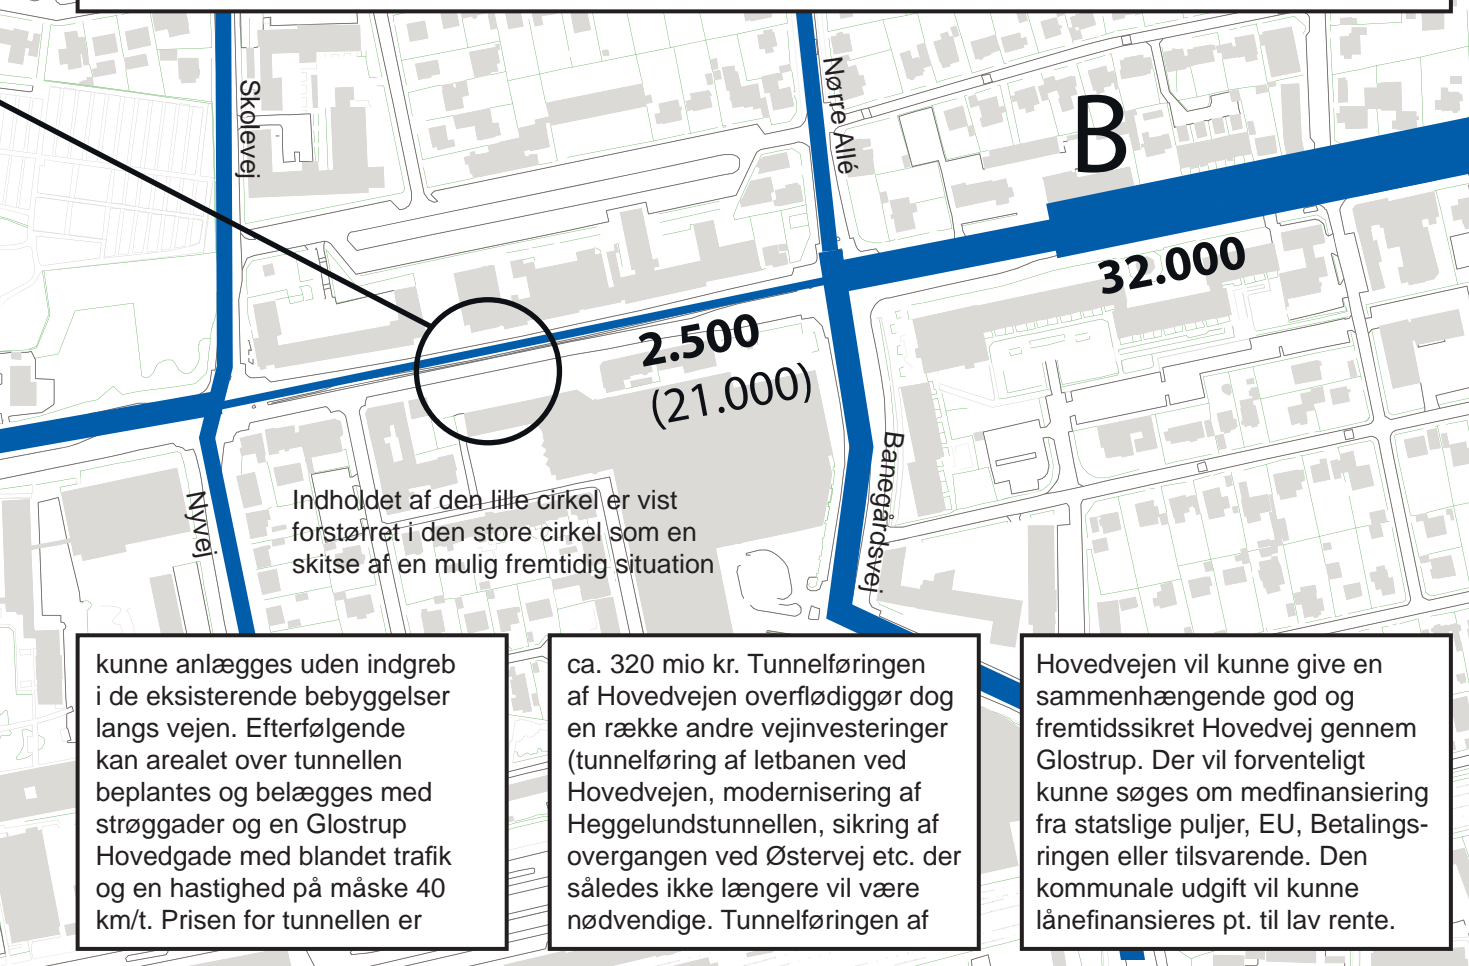 Skolevej
Nørre Allé
B
32.000
2.500
(21.000)
Banegårdsvej
Nyvej
Indholdet af den lille cirkel er vist
forstørret i den store cirkel som en
skitse af en mulig fremtidig situation
kunne anlægges uden indgreb
i de eksisterende bebyggelser
langs vejen. Efterfølgende
kan arealet over tunnellen
beplantes og belægges med
strøggader og en Glostrup
Hovedgade med blandet trafik
og en hastighed på måske 40
km/t. Prisen for tunnellen er
ca. 320 mio kr. Tunnelføringen
af Hovedvejen overflødiggør dog
en række andre vejinvesteringer
(tunnelføring af letbanen ved
Hovedvejen, modernisering af
Heggelundstunnellen, sikring af
overgangen ved Østervej etc. der
således ikke længere vil være
nødvendige. Tunnelføringen af
Hovedvejen vil kunne give en
sammenhængende god og
fremtidssikret Hovedvej gennem
Glostrup. Der vil forventeligt
kunne søges om medfinansiering
fra statslige puljer, EU, Betalings-
ringen eller tilsvarende. Den
kommunale udgift vil kunne
lånefinansieres pt. til lav rente.